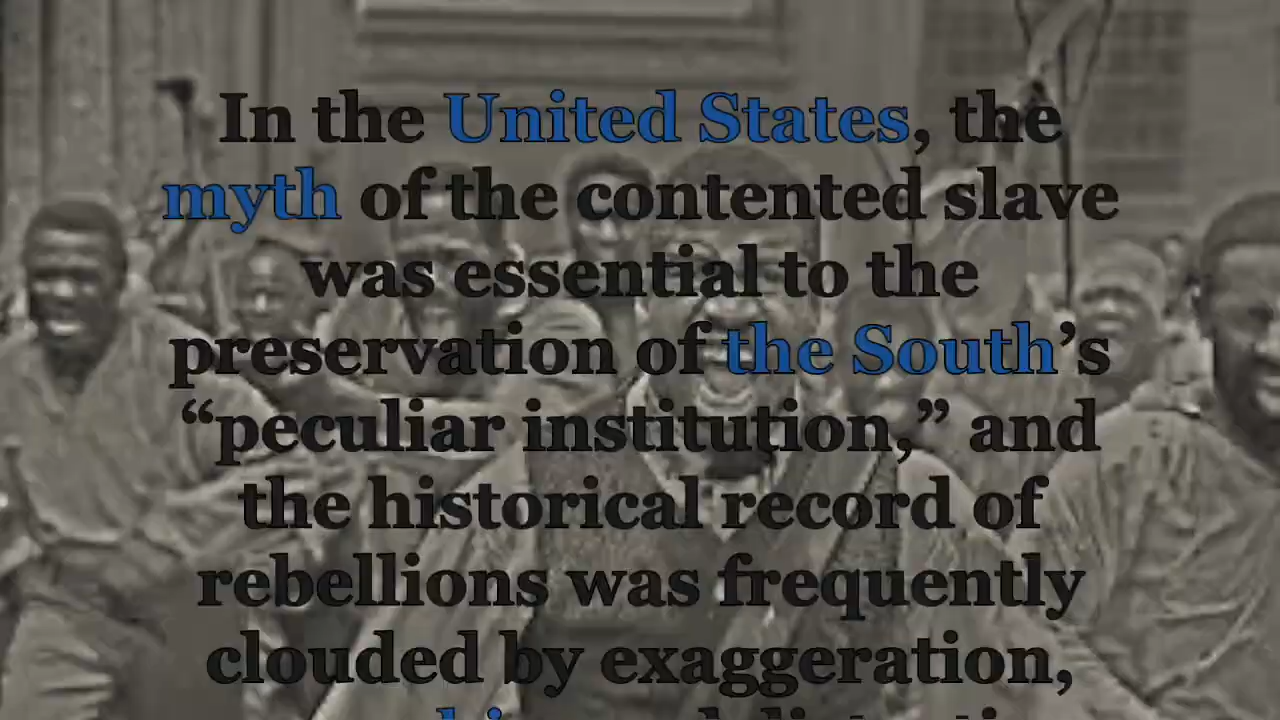 In the United States, the
myth of the contented slave
was essential to the
preservation of the South’s
“peculiar institution,” and
the historical record of
rebellions was frequently
clouded by exaggeration,